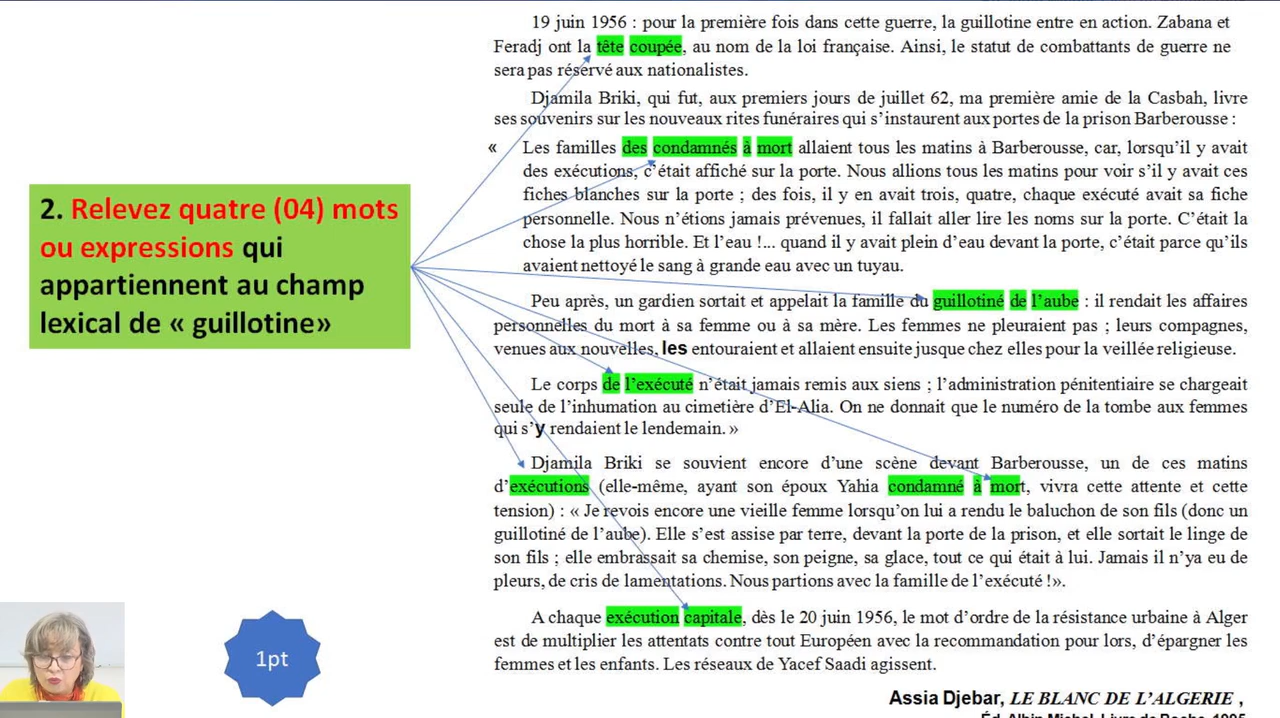 2. Relevez quatre (04) mots
ou expressions qui
appartiennent au champ
lexical de « guillotine»
1pt
19 juin 1956 : pour la première fois dans cette guerre, la guillotine entre en action. Zabana et
Feradj ont la tête coupée, au nom de la loi française. Ainsi, le statut de combattants de guerre ne
sera pas réservé aux nationalistes.
Djamila Briki, qui fut, aux premiers jours de juillet 62, ma première amie de la Casbah, livre
ses souvenirs sur les nouveaux rites funéraires qui s’instaurent aux portes de la prison Barberousse :
« Les familles des condamnés à mort allaient tous les matins à Barberousse, car, lorsqu’il y avait
des exécutions, c’était affiché sur la porte. Nous allions tous les matins pour voir s’il y avait ces
fiches blanches sur la porte ; des fois, il y en avait trois, quatre, chaque exécuté avait sa fiche
personnelle. Nous n’étions jamais prévenues, il fallait aller lire les noms sur la porte. C’était la
chose la plus horrible. Et l’eau !... quand il y avait plein d’eau devant la porte, c’était parce qu’ils
avaient nettoyé le sang à grande eau avec un tuyau.
Peu après, un gardien sortait et appelait la famille du guillotiné de l’aube : il rendait les affaires
personnelles du mort à sa femme ou à sa mère. Les femmes ne pleuraient pas ; leurs compagnes,
venues aux nouvelles, les entouraient et allaient ensuite jusque chez elles pour la veillée religieuse.
Le corps de l’exécuté n’était jamais remis aux siens ; l’administration pénitentiaire se chargeait
seule de l’inhumation au cimetière d’El-Alia. On ne donnait que le numéro de la tombe aux femmes
qui s’y rendaient le lendemain. »
Djamila Briki se souvient encore d’une scène devant Barberousse, un de ces matins
d’exécutions (elle-même, ayant son époux Yahia condamné à mort, vivra cette attente et cette
tension) : « Je revois encore une vieille femme lorsqu’on lui a rendu le baluchon de son fils (donc un
guillotiné de l’aube). Elle s’est assise par terre, devant la porte de la prison, et elle sortait le linge de
son fils ; elle embrassait sa chemise, son peigne, sa glace, tout ce qui était à lui. Jamais il n’ya eu de
pleurs, de cris de lamentations. Nous partions avec la famille de l’exécuté !».
A chaque exécution capitale, dès le 20 juin 1956, le mot d’ordre de la résistance urbaine à Alger
est de multiplier les attentats contre tout Européen avec la recommandation pour lors, d’épargner les
femmes et les enfants. Les réseaux de Yacef Saadi agissent.
Assia Djebar, LE BLANC DE L’ALGERIE ,
Éd. Albin Michel, Livre de Poche, 1995